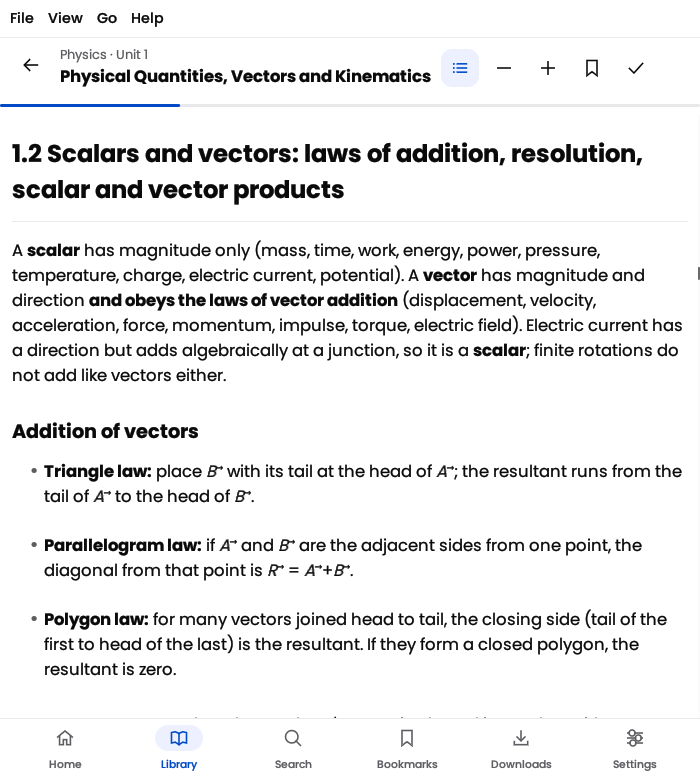 File View Go Help
Physics · Unit 1
Physical Quantities, Vectors and Kinematics
1.2 Scalars and vectors: laws of addition, resolution,
scalar and vector products
A scalar has magnitude only (mass, time, work, energy, power, pressure,
temperature, charge, electric current, potential). A vector has magnitude and
direction and obeys the laws of vector addition (displacement, velocity,
acceleration, force, momentum, impulse, torque, electric field). Electric current has
a direction but adds algebraically at a junction, so it is a scalar; finite rotations do
not add like vectors either.
Addition of vectors
• Triangle law: place B⃗ with its tail at the head of A⃗; the resultant runs from the
tail of A⃗ to the head of B⃗.
• Parallelogram law: if A⃗ and B⃗ are the adjacent sides from one point, the
diagonal from that point is R⃗ = A⃗+B⃗.
• Polygon law: for many vectors joined head to tail, the closing side (tail of the
first to head of the last) is the resultant. If they form a closed polygon, the
resultant is zero.
Home Library Search Bookmarks Downloads Settings